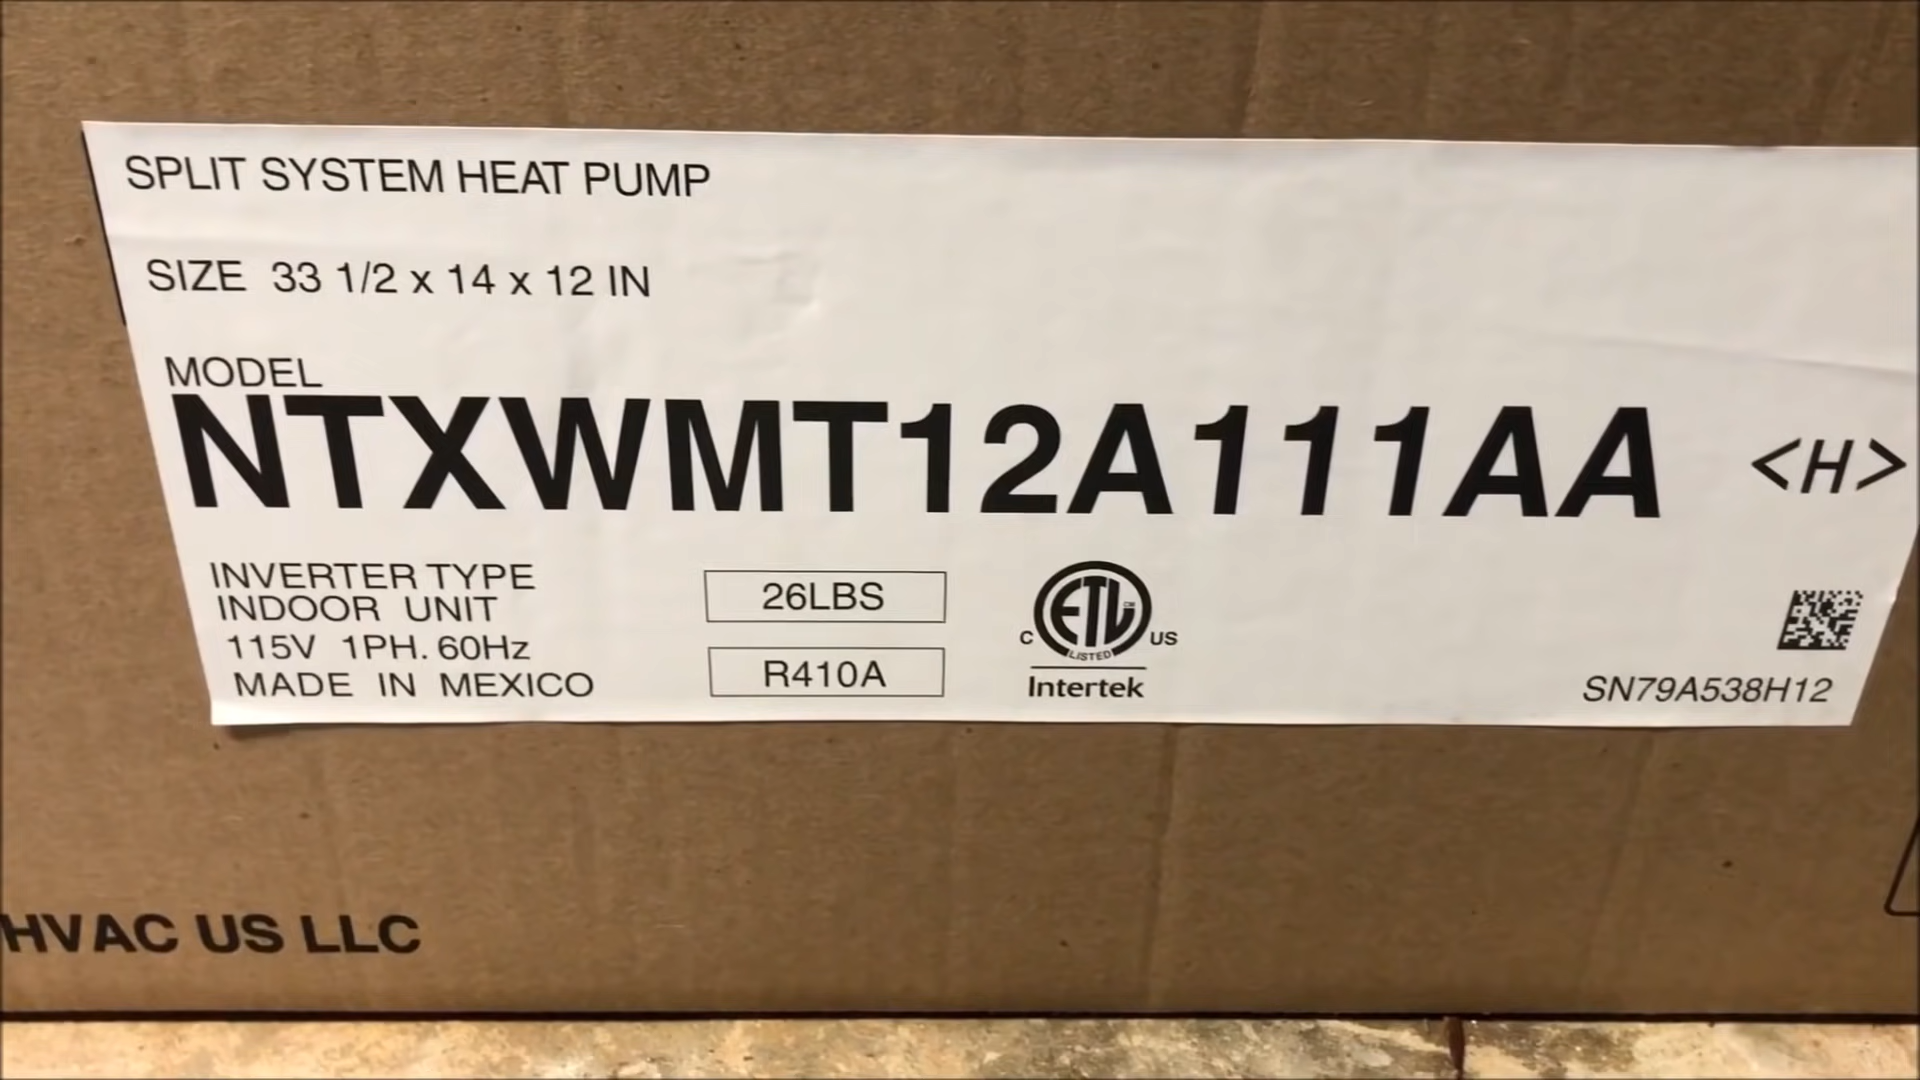 SPLIT SYSTEM HEAT PUMP
SIZE 33 1/2 x 14 x 12 IN
MODEL
NTXWMT12A111AA <H>
INVERTER TYPE
INDOOR UNIT
115V 1PH. 60Hz
MADE IN MEXICO
26LBS
R410A
ETL CM
C US
LISTED
Intertek
SN79A538H12
HVAC US LLC